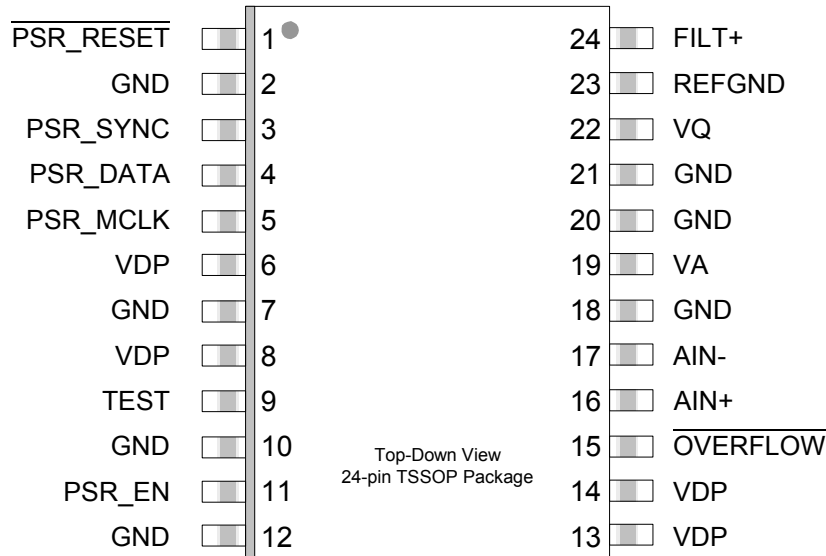 PSR_RESET 1 24 FILT+
GND 2 23 REFGND
PSR_SYNC 3 22 VQ
PSR_DATA 4 21 GND
PSR_MCLK 5 20 GND
VDP 6 19 VA
GND 7 18 GND
VDP 8 17 AIN-
TEST 9 16 AIN+
GND 10 15 OVERFLOW
PSR_EN 11 14 VDP
GND 12 13 VDP
Top-Down View
24-pin TSSOP Package